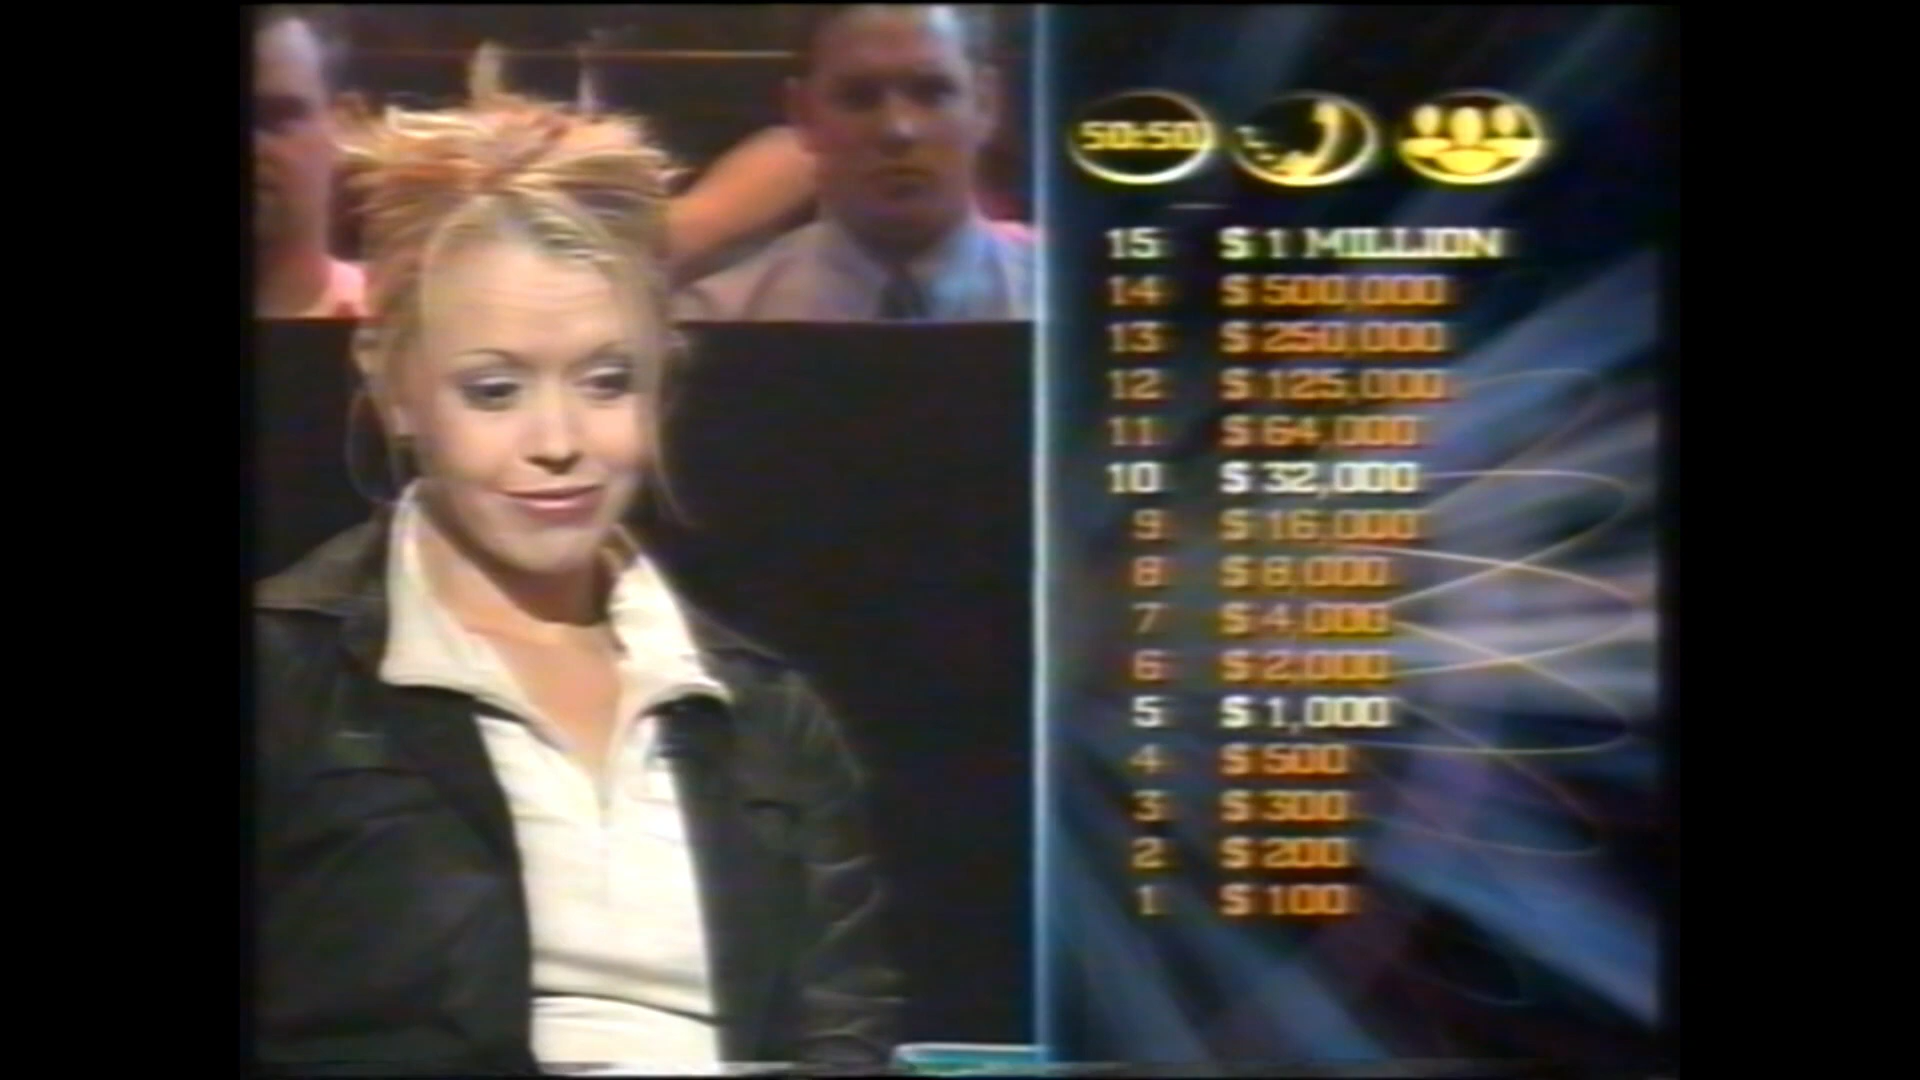 50:50
15 $ 1 MILLION
14 $ 500,000
13 $ 250,000
12 $ 125,000
11 $ 64,000
10 $ 32,000
9 $ 16,000
8 $ 8,000
7 $ 4,000
6 $ 2,000
5 $ 1,000
4 $ 500
3 $ 300
2 $ 200
1 $ 100